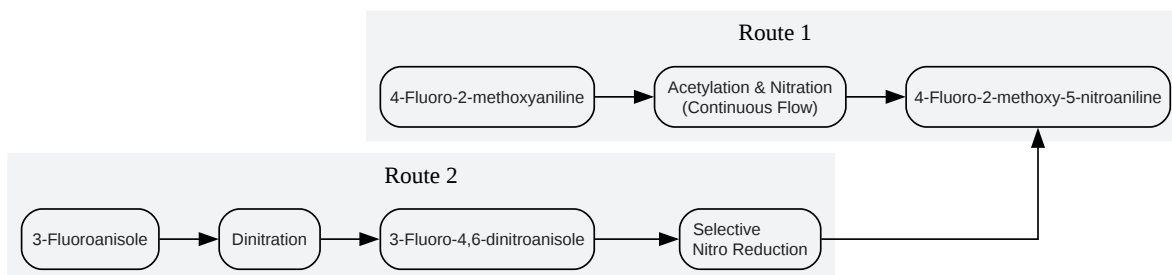 Route 1
4-Fluoro-2-methoxyaniline
Acetylation & Nitration
(Continuous Flow)
4-Fluoro-2-methoxy-5-nitroaniline
Route 2
3-Fluoroanisole
Dinitration
3-Fluoro-4,6-dinitroanisole
Selective
Nitro Reduction